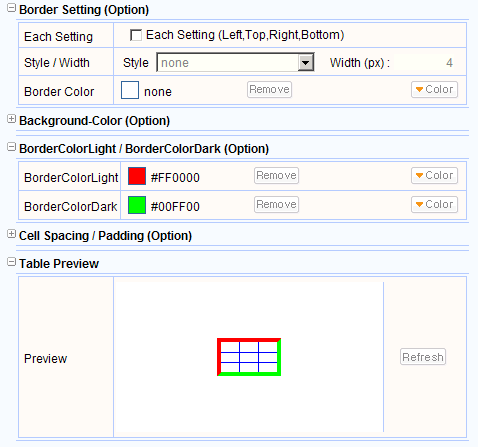 Border Setting (Option)
Each Setting Each Setting (Left,Top,Right,Bottom)
Style / Width Style none Width (px) : 4
Border Color none Remove Color
Background-Color (Option)
BorderColorLight / BorderColorDark (Option)
BorderColorLight #FF0000 Remove Color
BorderColorDark #00FF00 Remove Color
Cell Spacing / Padding (Option)
Table Preview
Preview Refresh